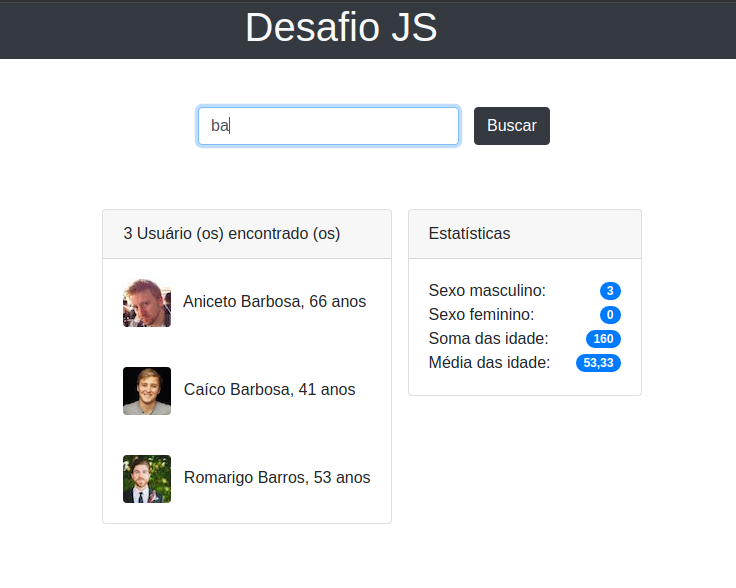 Desafio JS
ba
Buscar
3 Usuário (os) encontrado (os)
Aniceto Barbosa, 66 anos
Caíco Barbosa, 41 anos
Romarigo Barros, 53 anos
Estatísticas
Sexo masculino: 3
Sexo feminino: 0
Soma das idade: 160
Média das idade: 53,33